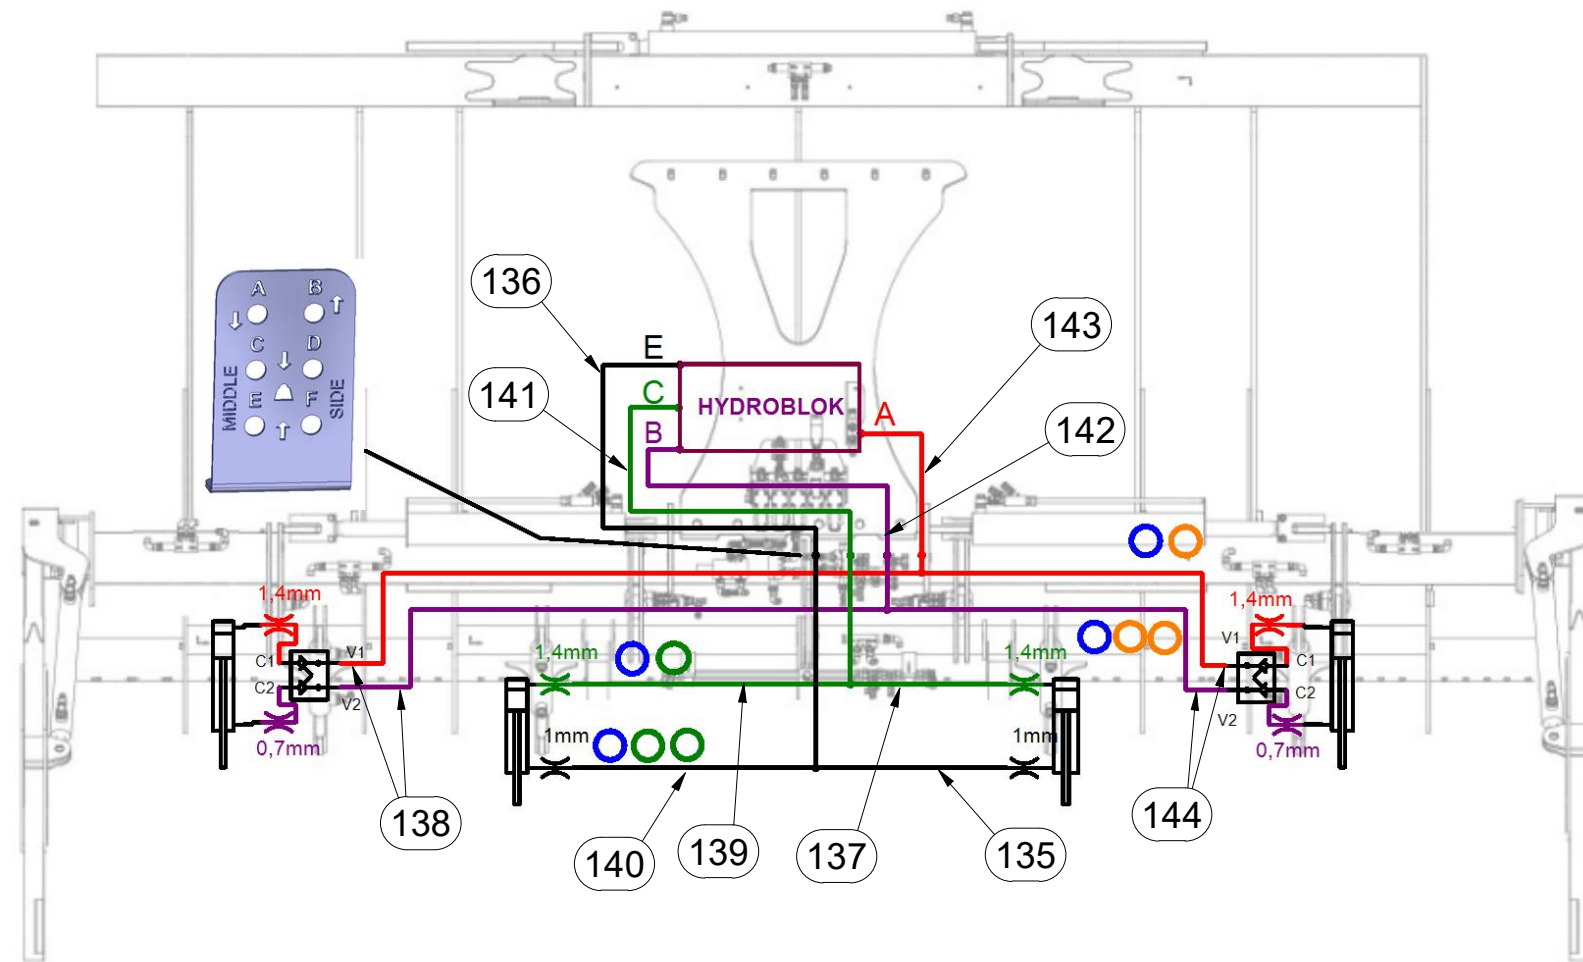 136
143
A B
C D
E F
MIDDLE
SIDE
E
C
B
A
HYDROBLOK
141
142
1,4mm
1,4mm
C1
V1
C2
V2
0,7mm
1,4mm
1,4mm
V1
C1
C2
V2
0,7mm
1mm
1mm
138
140
139
137
135
144